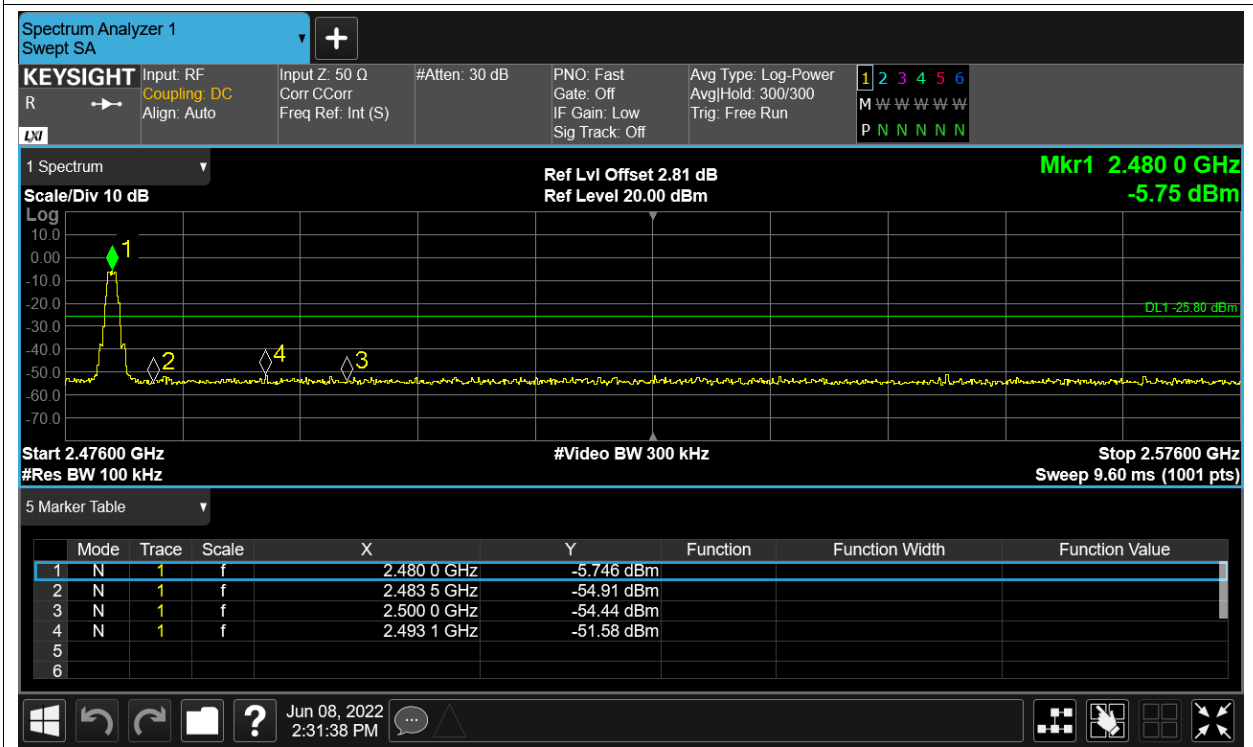 Spectrum Analyzer 1
Swept SA
KEYSIGHT Input: RF Input Z: 50 Ω #Atten: 30 dB PNO: Fast Avg Type: Log-Power 1 2 3 4 5 6
R Coupling: DC Corr CCorr Gate: Off Avg|Hold: 300/300 M W W W W W
Align: Auto Freq Ref: Int (S) IF Gain: Low Trig: Free Run
LXI Sig Track: Off P N N N N N
1 Spectrum Ref Lvl Offset 2.81 dB Mkr1 2.480 0 GHz
Scale/Div 10 dB Ref Level 20.00 dBm -5.75 dBm
Log
10.0
1
0.00
-10.0
-20.0
DL1 -25.80 dBm
-30.0
-40.0
2 4 3
-50.0
-60.0
-70.0
Start 2.47600 GHz #Video BW 300 kHz Stop 2.57600 GHz
#Res BW 100 kHz Sweep 9.60 ms (1001 pts)
5 Marker Table
Mode Trace Scale X Y Function Function Width Function Value
1 N 1 f 2.480 0 GHz -5.746 dBm
2 N 1 f 2.483 5 GHz -54.91 dBm
3 N 1 f 2.500 0 GHz -54.44 dBm
4 N 1 f 2.493 1 GHz -51.58 dBm
5
6
? Jun 08, 2022
2:31:38 PM